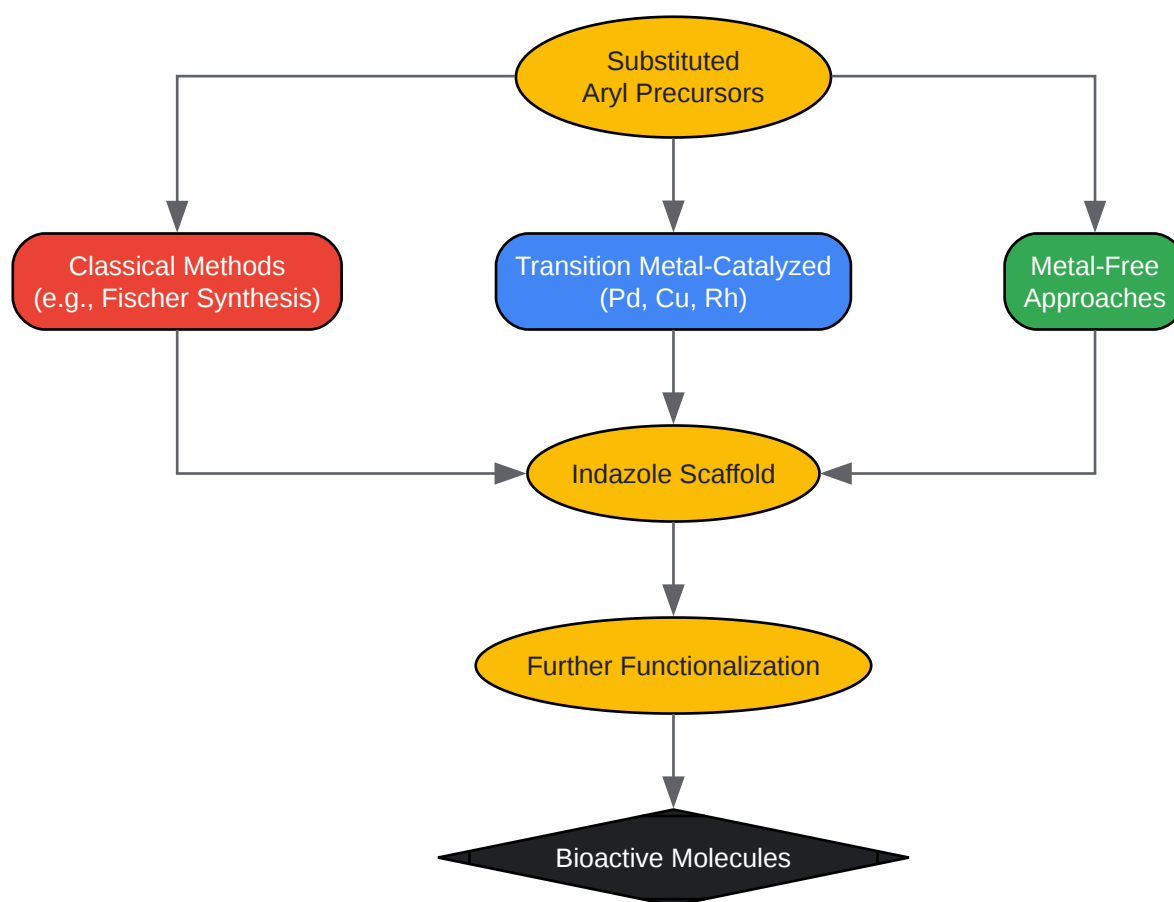 Substituted
Aryl Precursors
Classical Methods
(e.g., Fischer Synthesis)
Transition Metal-Catalyzed
(Pd, Cu, Rh)
Metal-Free
Approaches
Indazole Scaffold
Further Functionalization
Bioactive Molecules